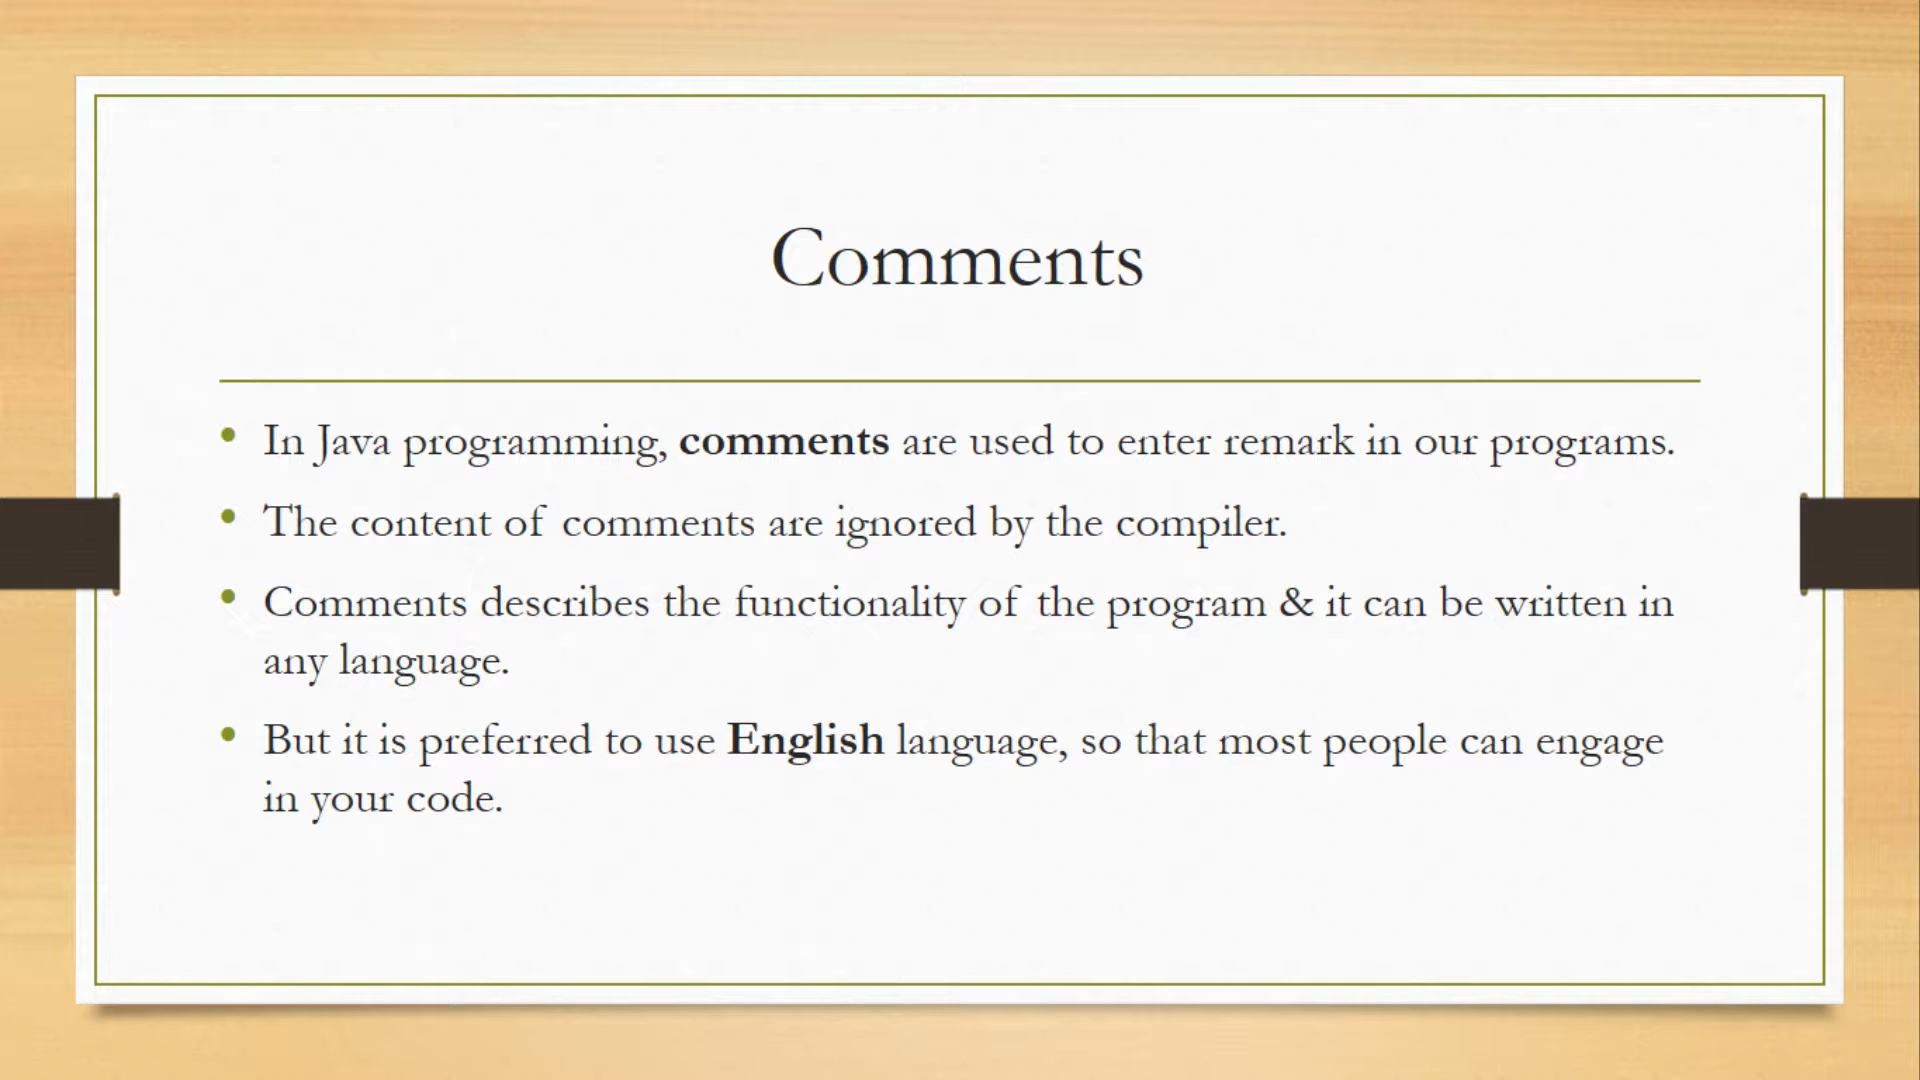 Comments
• In Java programming, comments are used to enter remark in our programs.
• The content of comments are ignored by the compiler.
• Comments describes the functionality of the program & it can be written in
any language.
• But it is preferred to use English language, so that most people can engage
in your code.